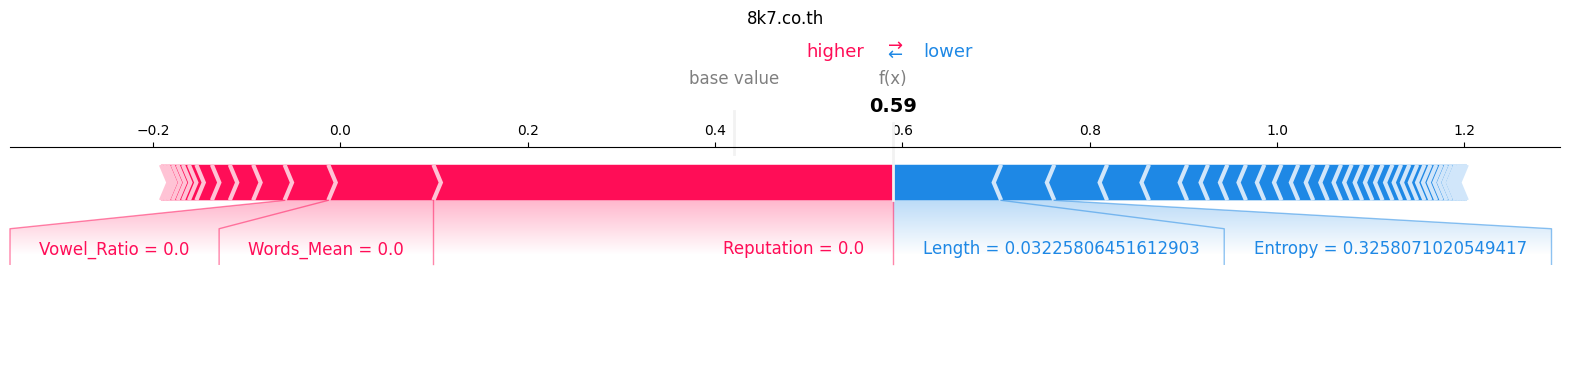 8k7.co.th
higher ⇄ lower
base value f(x)
0.59
−0.2 0.0 0.2 0.4 0.6 0.8 1.0 1.2
Vowel_Ratio = 0.0 Words_Mean = 0.0 Reputation = 0.0 Length = 0.03225806451612903 Entropy = 0.3258071020549417